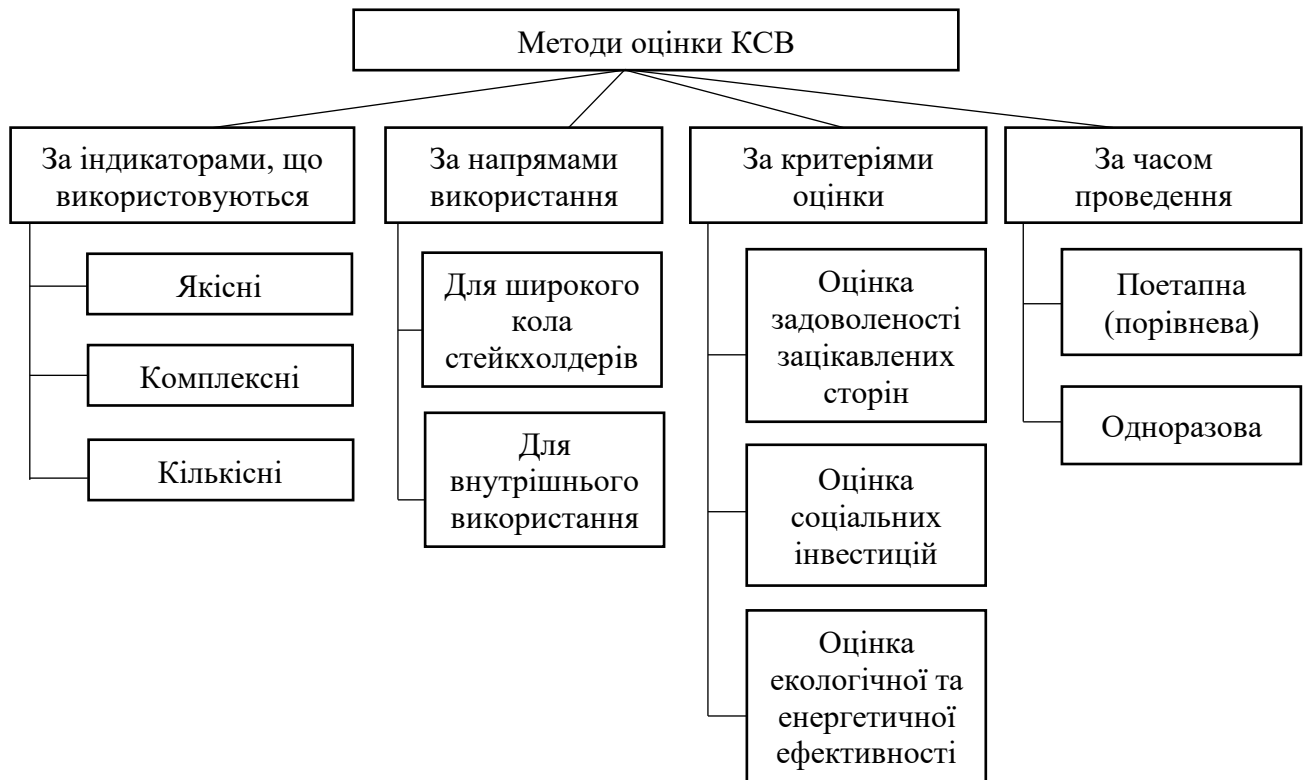 Методи оцінки КСВ
За індикаторами, що
використовуються
Якісні
Комплексні
Кількісні
За напрямами
використання
Для широкого
кола
стейкхолдерів
Для
внутрішнього
використання
За критеріями
оцінки
Оцінка
задоволеності
зацікавлених
сторін
Оцінка
соціальних
інвестицій
Оцінка
екологічної та
енергетичної
ефективності
За часом
проведення
Поетапна
(порівнева)
Одноразова